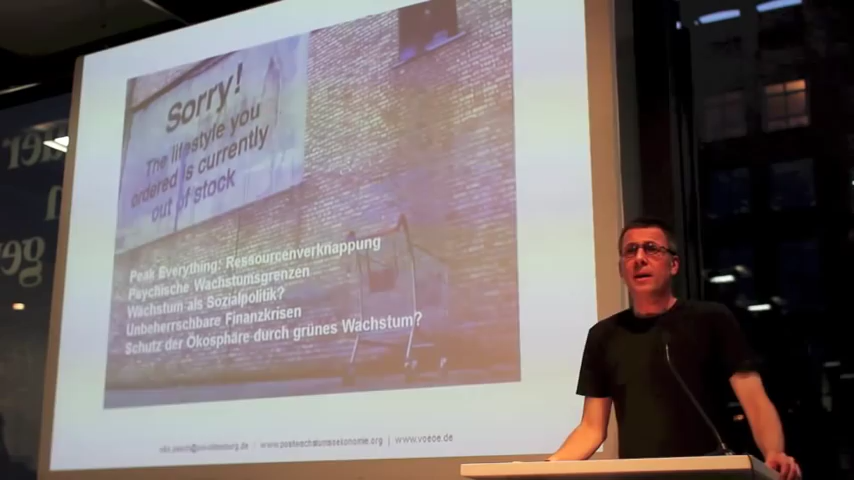 Sorry!
The lifestyle you
ordered is currently
out of stock
Peak Everything: Ressourcenverknappung
Psychische Wachstumsgrenzen
Wachstum als Sozialpolitik?
Unbeherrschbare Finanzkrisen
Schutz der Ökosphäre durch grünes Wachstum?
| www.postwachstumsoekonomie.org | www.voeoe.de